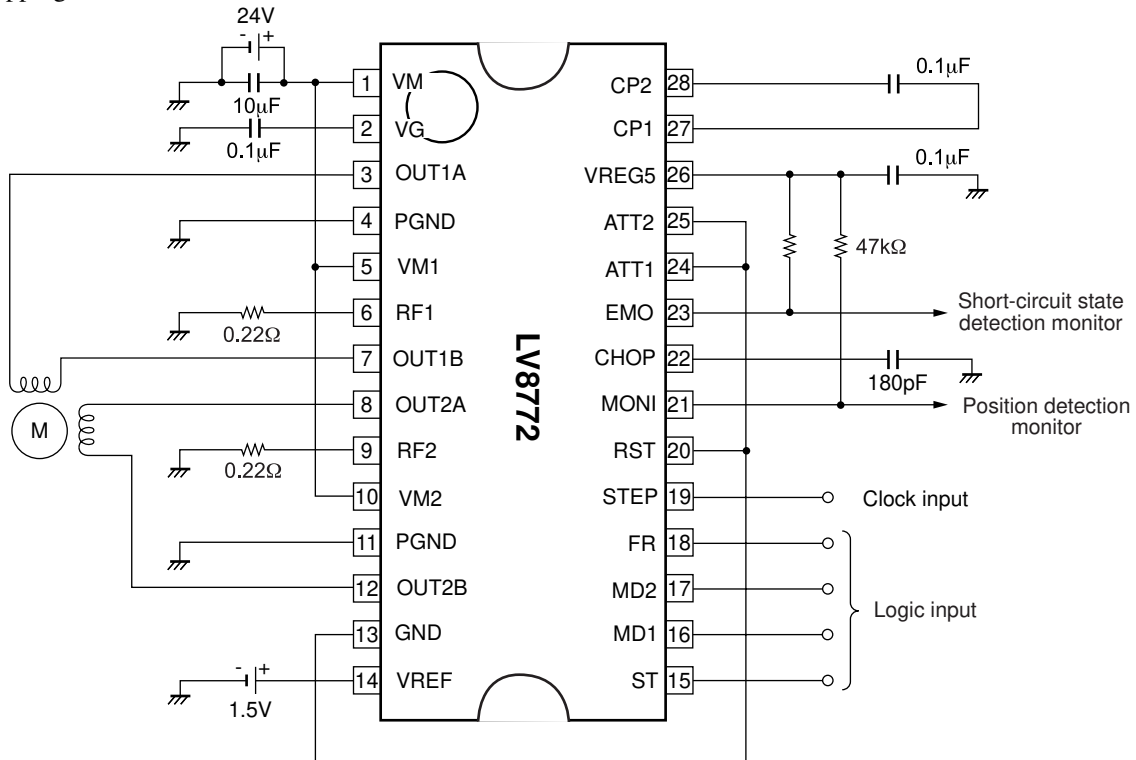 pping
24V
- +
10µF
0.1µF
1 VM
2 VG
3 OUT1A
4 PGND
5 VM1
6 RF1
0.22Ω
7 OUT1B
8 OUT2A
M
9 RF2
0.22Ω
10 VM2
11 PGND
12 OUT2B
13 GND
14 VREF
- +
1.5V
LV8772
CP2 28
0.1µF
CP1 27
VREG5 26
0.1µF
ATT2 25
47kΩ
ATT1 24
EMO 23
Short-circuit state
detection monitor
CHOP 22
180pF
MONI 21
Position detection
monitor
RST 20
STEP 19
Clock input
FR 18
MD2 17
Logic input
MD1 16
ST 15